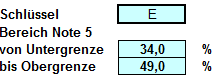 Schlüssel E
Bereich Note 5
von Untergrenze 34,0 %
bis Obergrenze 49,0 %